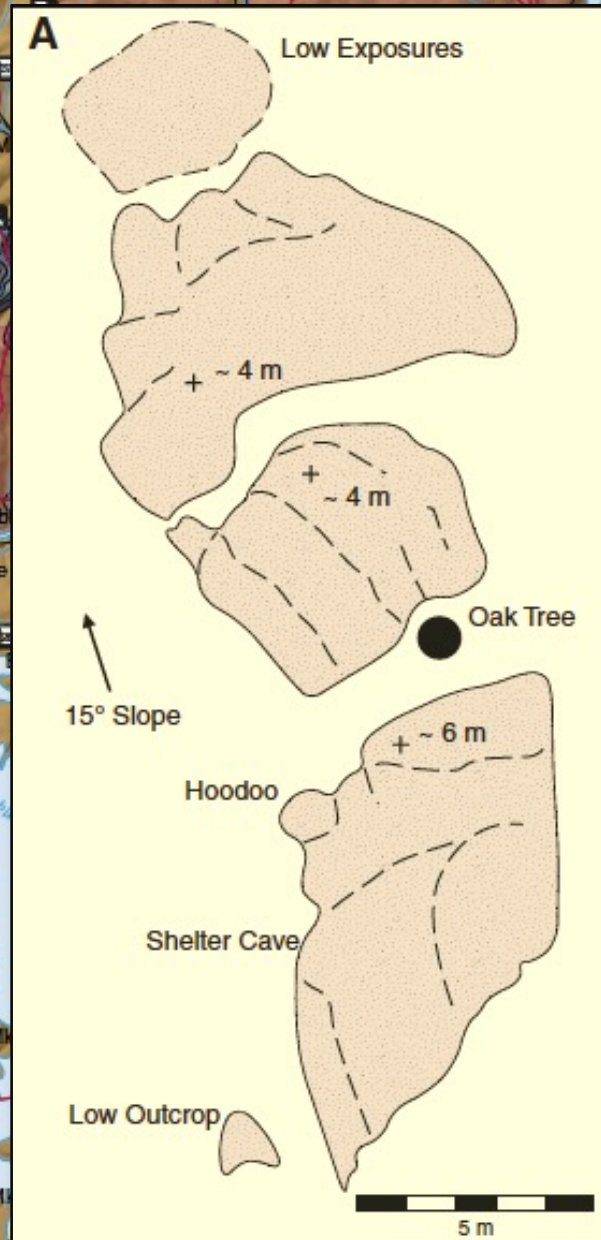 A
Low Exposures
~ 4 m
~ 4 m
Oak Tree
15° Slope
~ 6 m
Hoodoo
Shelter Cave
Low Outcrop
5 m